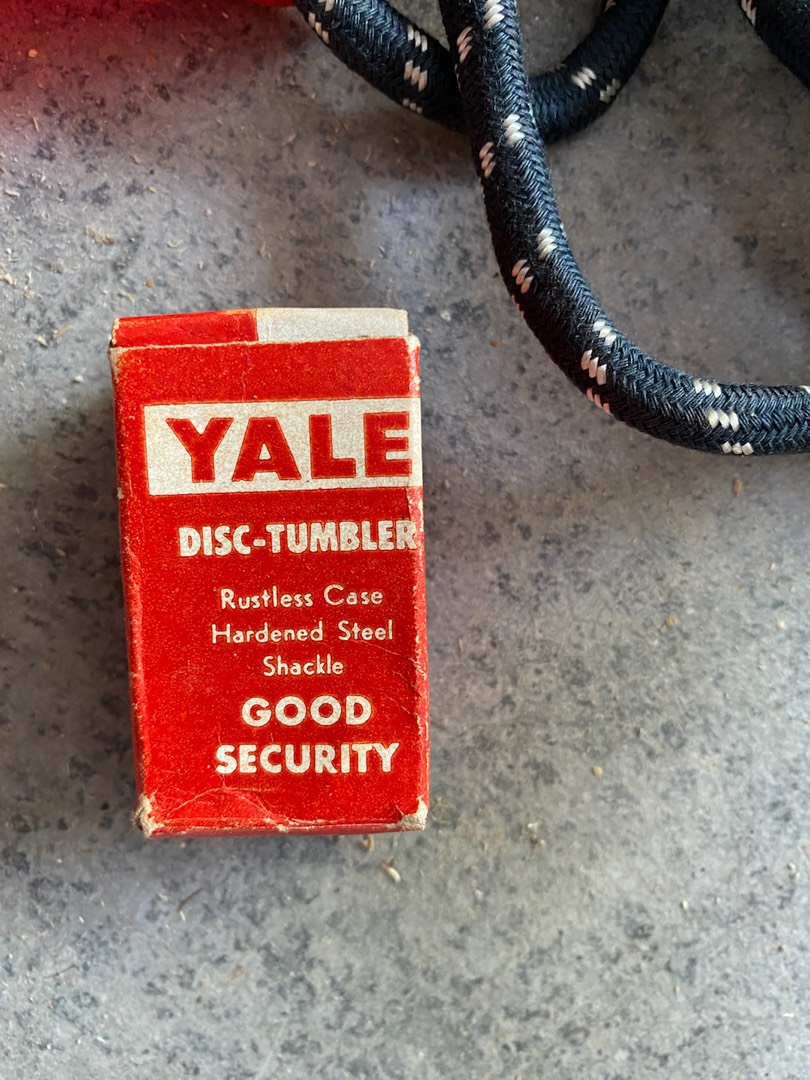 YALE
DISC-TUMBLER
Rustless Case
Hardened Steel
Shackle
GOOD
SECURITY